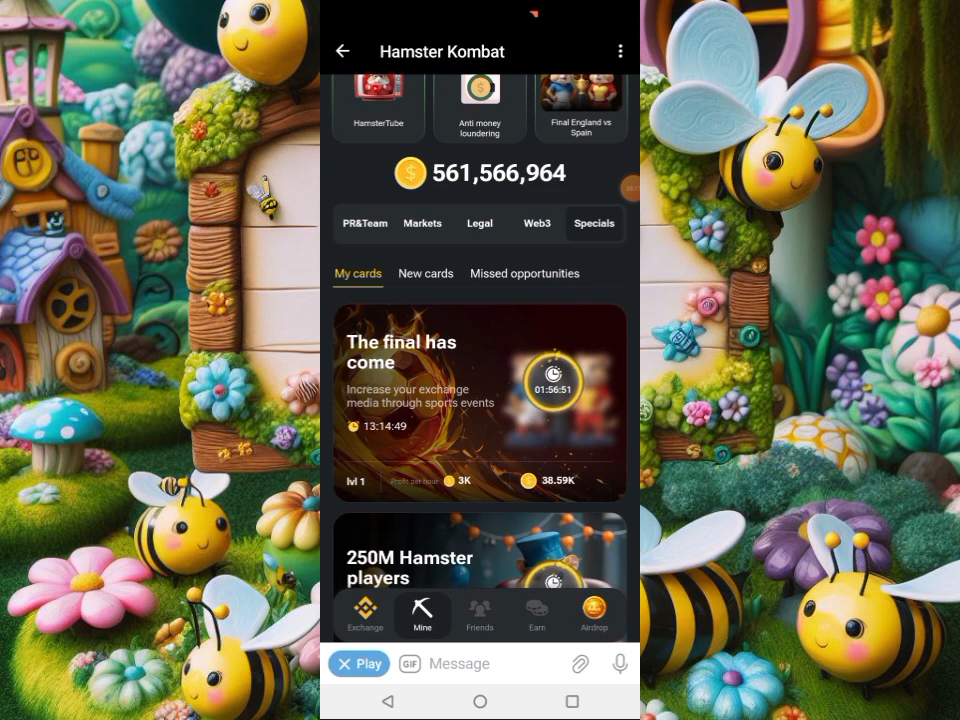 Hamster Kombat
HamsterTube
Anti money
loundering
Final England vs
Spain
561,566,964
PR&Team Markets Legal Web3 Specials
My cards New cards Missed opportunities
The final has
come
Increase your exchange
media through sports events
13:14:49
01:56:51
lvl 1 Profit per hour 3K 38.59K
250M Hamster
players
Exchange Mine Friends Earn Airdrop
Play GIF Message